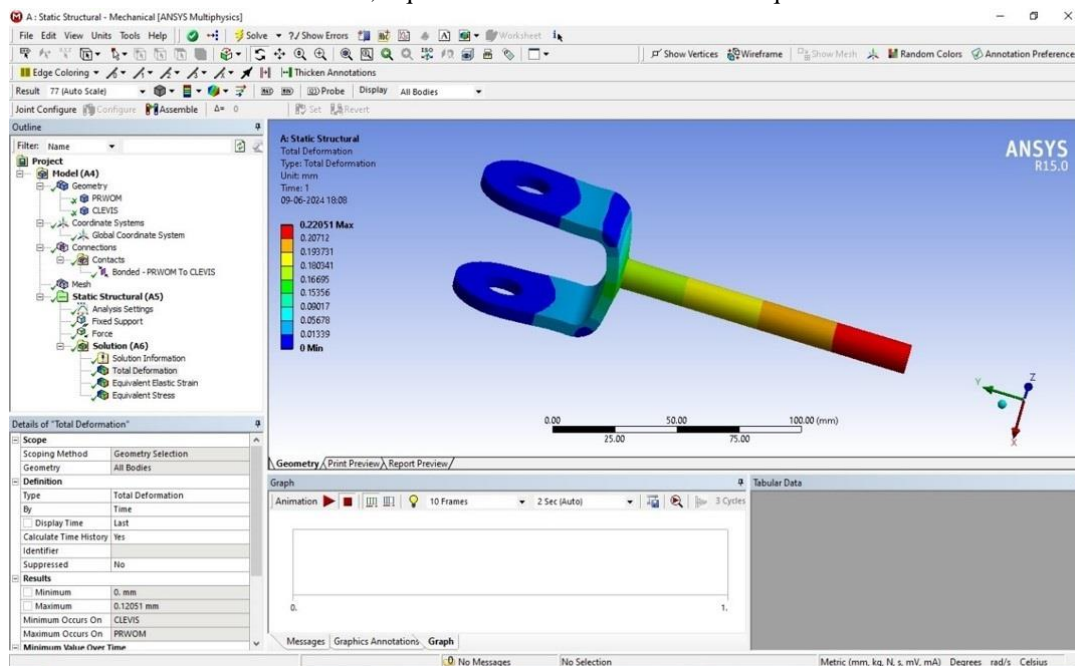 A : Static Structural - Mechanical [ANSYS Multiphysics]
File Edit View Units Tools Help Solve ?/ Show Errors Worksheet
Show Vertices Wireframe Show Mesh Random Colors Annotation Preference
Edge Coloring Thicken Annotations
Result 77 (Auto Scale) Probe Display All Bodies
Joint Configure Configure Assemble Δ= 0 Set Revert
Outline
Filter: Name
Project
Model (A4)
Geometry
PRWOM
CLEVIS
Coordinate Systems
Global Coordinate System
Connections
Contacts
Bonded - PRWOM To CLEVIS
Mesh
Static Structural (A5)
Analysis Settings
Fixed Support
Force
Solution (A6)
Solution Information
Total Deformation
Equivalent Elastic Strain
Equivalent Stress
A: Static Structural
Total Deformation
Type: Total Deformation
Unit: mm
Time: 1
09-06-2024 18:08
0.22051 Max
0.20712
0.193731
0.180341
0.16695
0.15356
0.08017
0.05678
0.01339
0 Min
ANSYS
R15.0
Y
Z
X
0.00 50.00 100.00 (mm)
25.00 75.00
Geometry Print Preview Report Preview
Details of "Total Deformation"
Scope
Scoping Method Geometry Selection
Geometry All Bodies
Definition
Type Total Deformation
By Time
Display Time Last
Calculate Time History Yes
Identifier
Suppressed No
Results
Minimum 0. mm
Maximum 0.12051 mm
Minimum Occurs On CLEVIS
Maximum Occurs On PRWOM
Minimum Value Over Time
Graph
Animation 10 Frames 2 Sec (Auto) 3 Cycles
0. 1.
Messages Graphics Annotations Graph
Tabular Data
No Messages No Selection Metric (mm, kg, N, s, mV, mA) Degrees rad/s Celsius